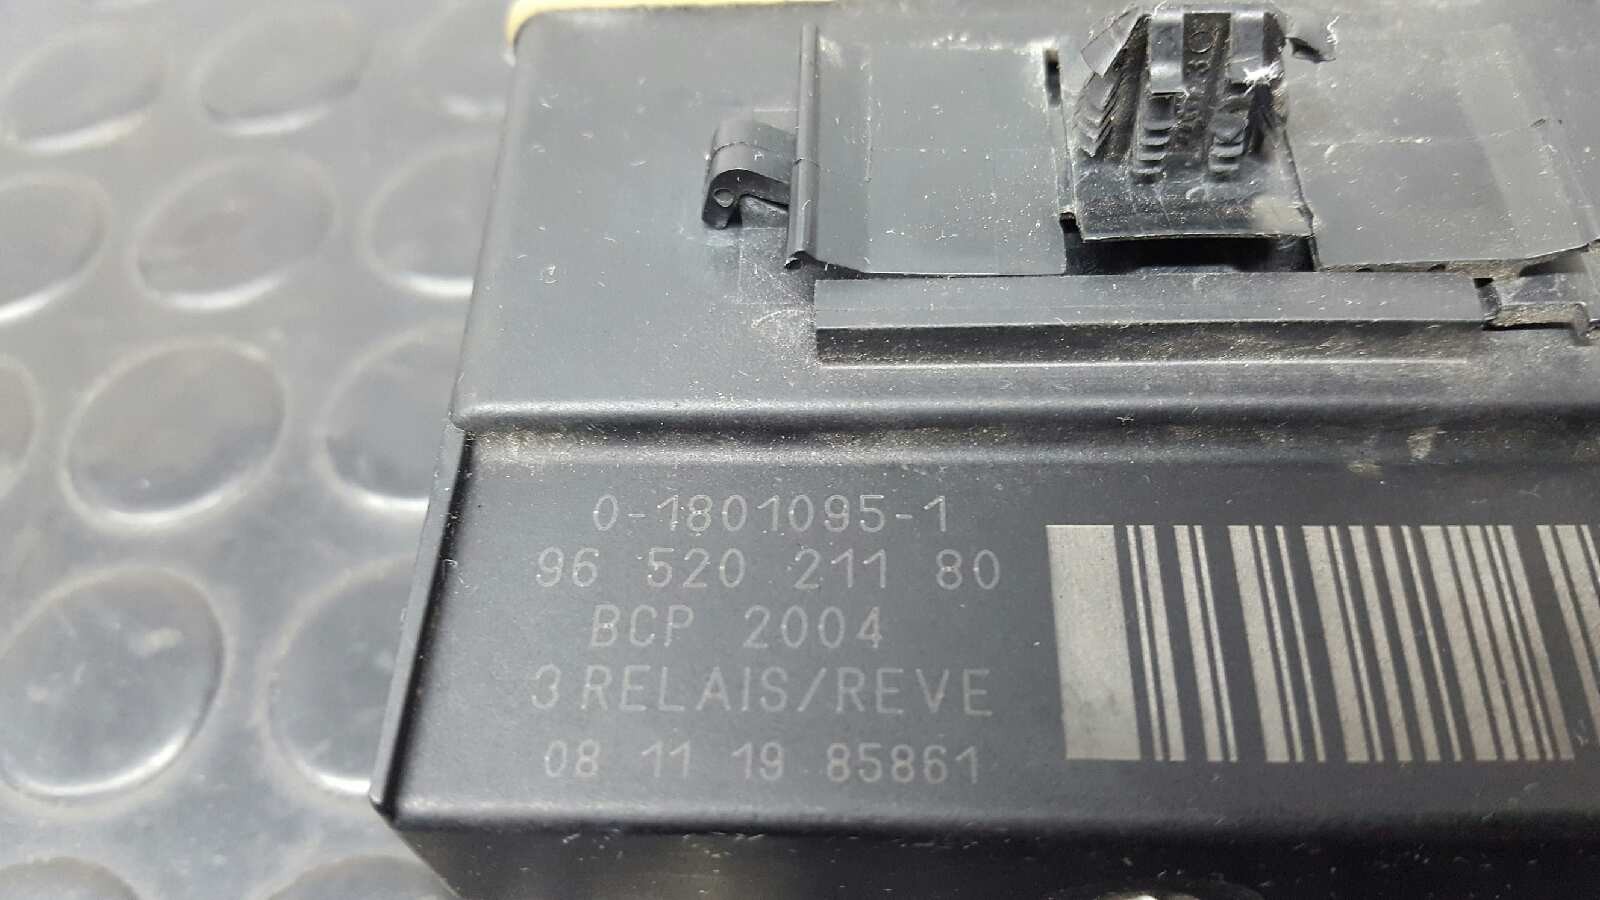 0-1801095-1
96 520 211 80
BCP 2004
3 RELAIS/REVE
08 11 19 85861